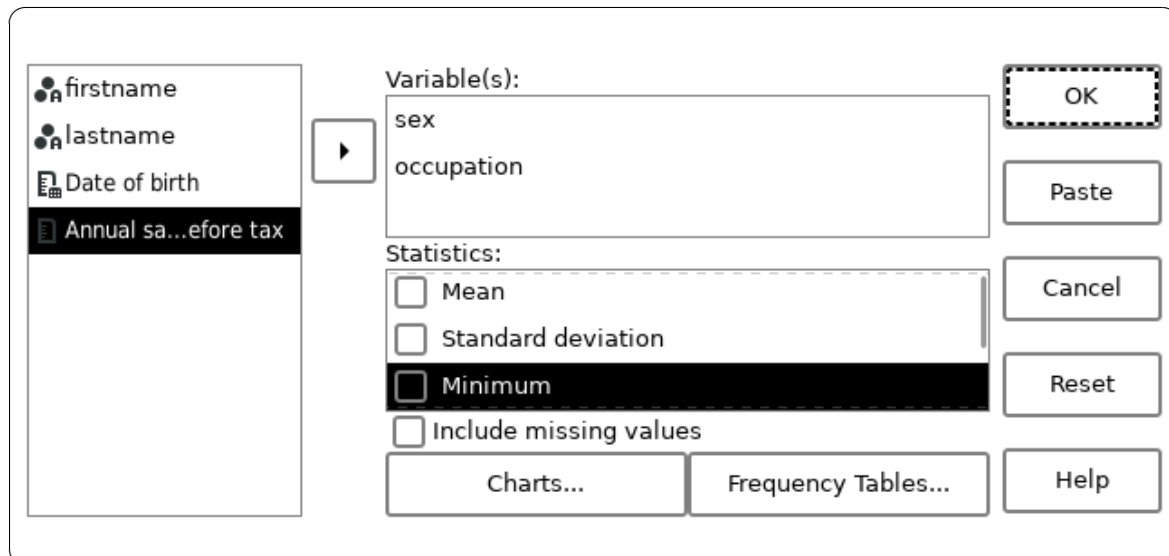 firstname
lastname
Date of birth
Annual sa...efore tax
Variable(s):
sex
occupation
Statistics:
Mean
Standard deviation
Minimum
Include missing values
Charts...
Frequency Tables...
OK
Paste
Cancel
Reset
Help